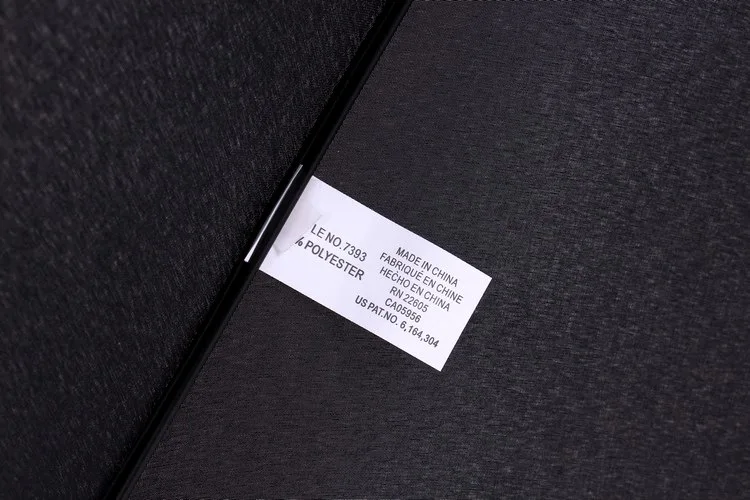 LE NO.7393
% POLYESTER
MADE IN CHINA
FABRIQUÉ EN CHINE
HECHO EN CHINA
RN 22605
CA05956
US PAT.NO. 6,164,304